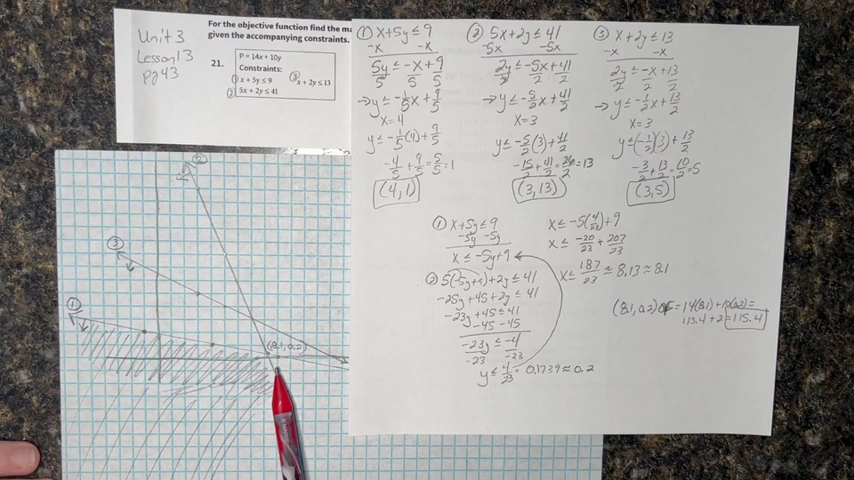 Unit 3
Lesson 13
pg 43
For the objective function find the ma
given the accompanying constraints.
21.
P = 14x + 10y
Constraints:
① x + 5y ≤ 9
② 5x + 2y ≤ 41
③ x + 2y ≤ 13
① x+5y ≤ 9
-x -x
5y/5 ≤ -x/5 + 9/5
→ y ≤ -1/5 x + 9/5
x=4
y ≤ -1/5 (4) + 9/5
-4/5 + 9/5 = 5/5 = 1
(4,1)
② 5x+2y ≤ 41
-5x -5x
2y/2 ≤ -5x/2 + 41/2
→ y ≤ -5/2 x + 41/2
x=3
y ≤ -5/2 (3) + 41/2
-15/2 + 41/2 = 26/2 = 13
(3,13)
③ x+2y ≤ 13
-x -x
2y/2 ≤ -x/2 + 13/2
→ y ≤ -1/2 x + 13/2
x=3
y ≤ (-1/2)(3) + 13/2
-3/2 + 13/2 = 10/2 = 5
(3,5)
① x+5y ≤ 9
-5y -5y
x ≤ -5y+9
② 5(-5y+9)+2y ≤ 41
-25y + 45 + 2y ≤ 41
-23y + 45 ≤ 41
-45 -45
-23y/-23 ≤ -4/-23
y ≤ 4/23 = 0.1739 ≈ 0.2
x ≤ -5(4/23)+9
x ≤ -20/23 + 207/23
x ≤ 187/23 ≈ 8.13 ≈ 8.1
(8.1, 0.2) = 14(8.1) + 10(0.2) =
113.4 + 2 = 115.4
②
③
①
(8.1, 0.2)